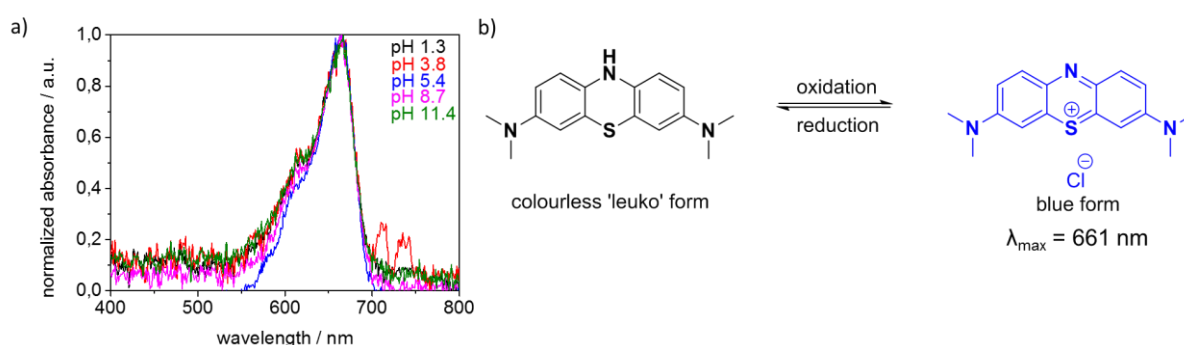 a)
normalized absorbance / a.u.
1,0
0,8
0,6
0,4
0,2
0,0
400
500
600
700
800
wavelength / nm
pH 1.3
pH 3.8
pH 5.4
pH 8.7
pH 11.4
b)
H
N
N
S
N
colourless 'leuko' form
oxidation
reduction
N
N
S
+
N
−
Cl
blue form
λmax = 661 nm